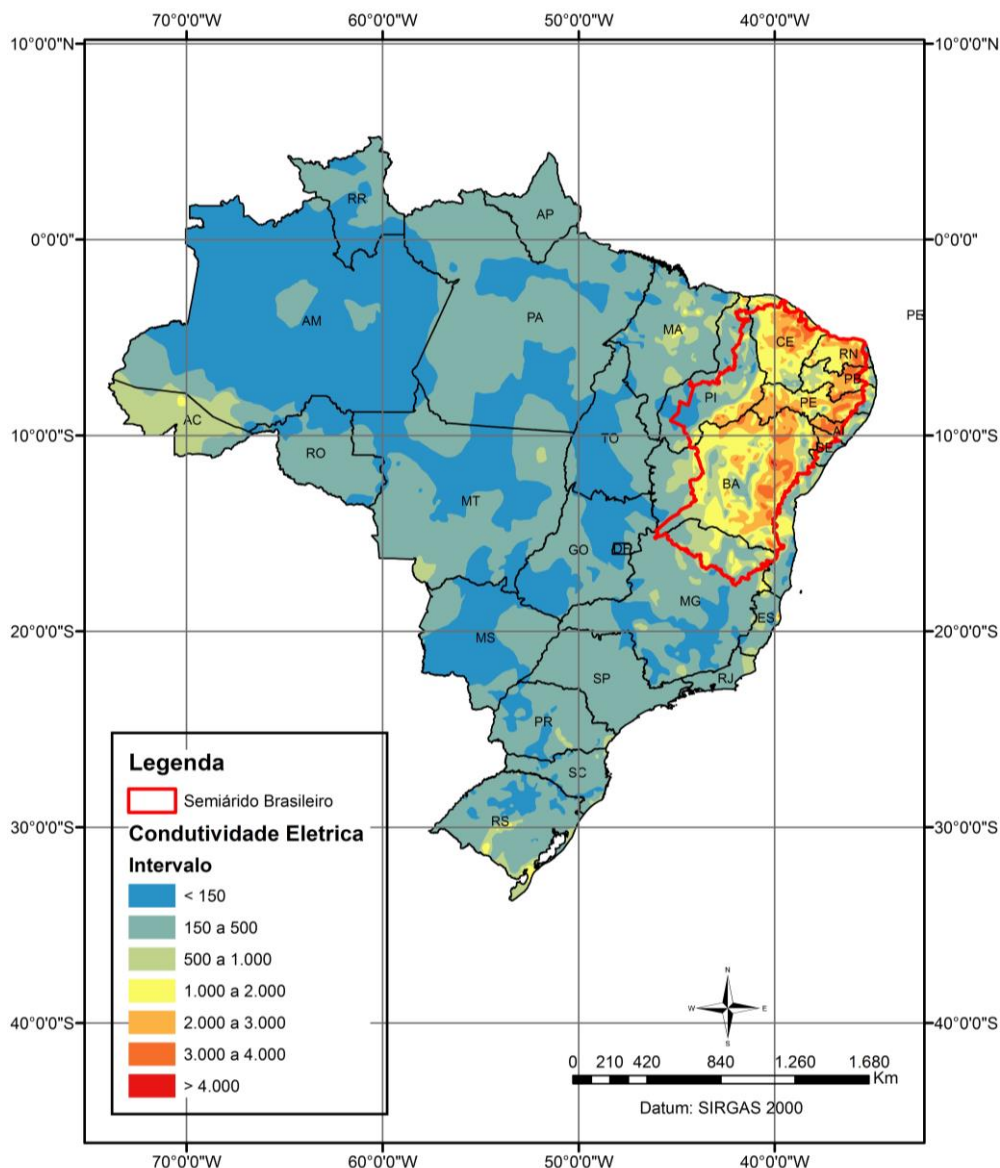 70°0'0"W 60°0'0"W 50°0'0"W 40°0'0"W
10°0'0"N 10°0'0"N
RR
AP
0°0'0" 0°0'0"
AM
PA
MA
CE
PE
RN
PB
PI
PE
AC
AL
SE
10°0'0"S 10°0'0"S
TO
RO
BA
MT
GO
DF
MG
ES
20°0'0"S 20°0'0"S
MS
SP
RJ
PR
SC
RS
30°0'0"S 30°0'0"S
Legenda
Semiárido Brasileiro
Condutividade Eletrica
Intervalo
< 150
150 a 500
500 a 1.000
1.000 a 2.000
2.000 a 3.000
3.000 a 4.000
> 4.000
N
W E
S
40°0'0"S 40°0'0"S
0 210 420 840 1.260 1.680
Km
Datum: SIRGAS 2000
70°0'0"W 60°0'0"W 50°0'0"W 40°0'0"W